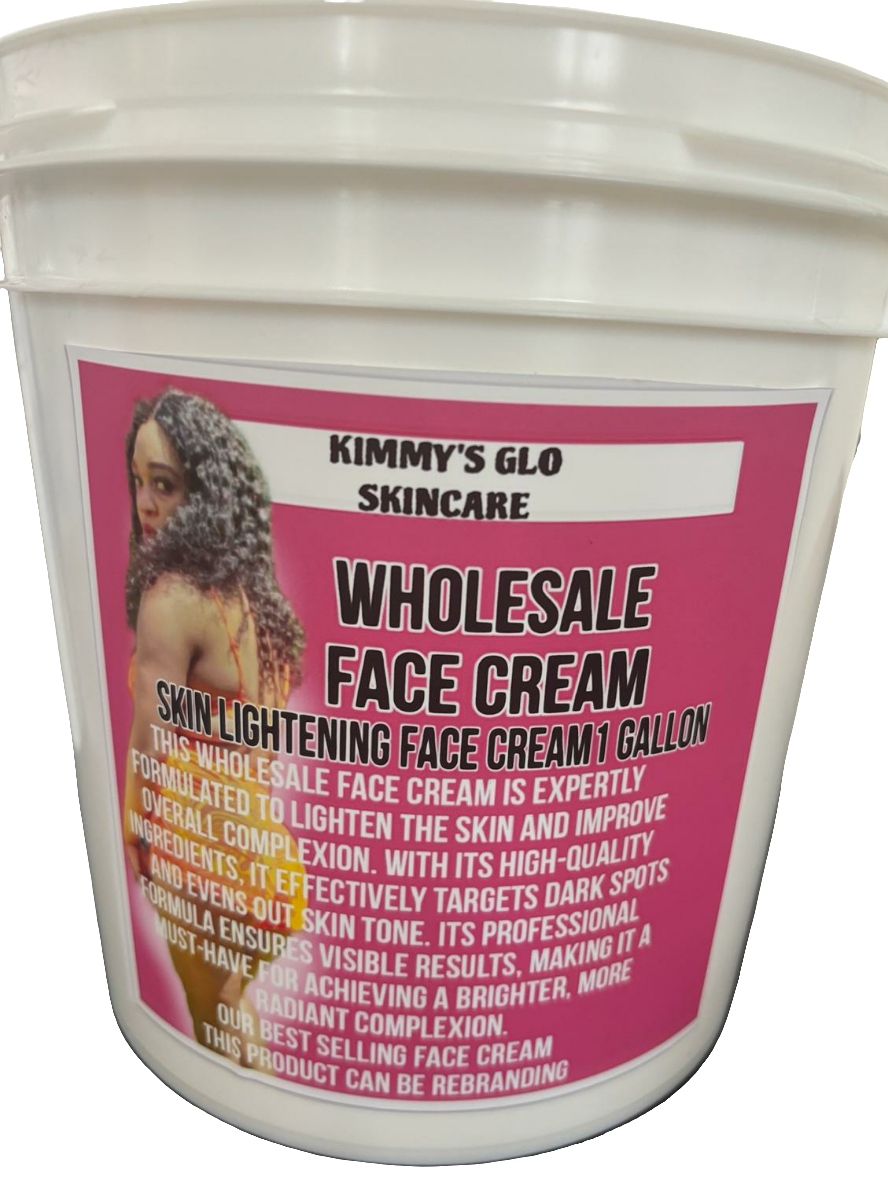 KIMMY'S GLO
SKINCARE
WHOLESALE
FACE CREAM
SKIN LIGHTENING FACE CREAM 1 GALLON
THIS WHOLESALE FACE CREAM IS EXPERTLY
FORMULATED TO LIGHTEN THE SKIN AND IMPROVE
OVERALL COMPLEXION. WITH ITS HIGH-QUALITY
INGREDIENTS, IT EFFECTIVELY TARGETS DARK SPOTS
AND EVENS OUT SKIN TONE. ITS PROFESSIONAL
FORMULA ENSURES VISIBLE RESULTS, MAKING IT A
MUST-HAVE FOR ACHIEVING A BRIGHTER, MORE
RADIANT COMPLEXION.
OUR BEST SELLING FACE CREAM
THIS PRODUCT CAN BE REBRANDING